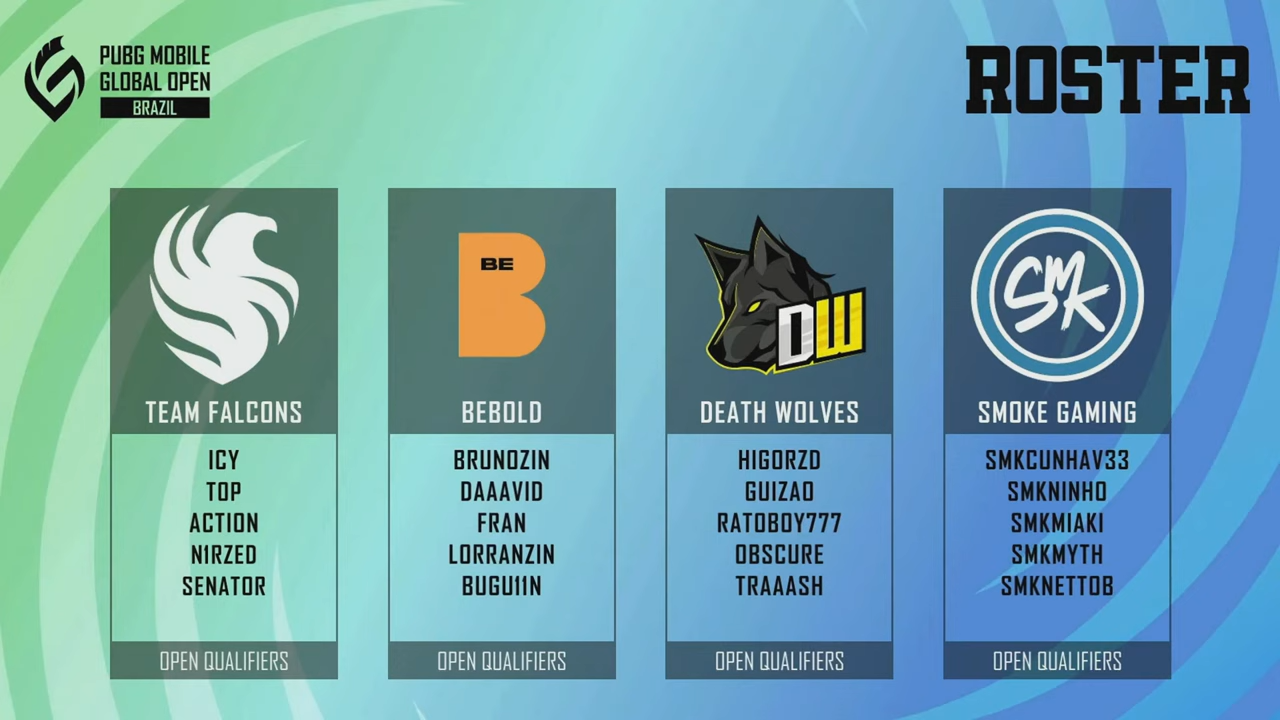 PUBG MOBILE
GLOBAL OPEN
BRAZIL
ROSTER
TEAM FALCONS
ICY
TOP
ACTION
N1RZED
SENATOR
OPEN QUALIFIERS
BE
BEBOLD
BRUNOZIN
DAAAVID
FRAN
LORRANZIN
BUGU11N
OPEN QUALIFIERS
DW
DEATH WOLVES
HIGORZD
GUIZAO
RATOBOY777
OBSCURE
TRAAASH
OPEN QUALIFIERS
SMK
SMOKE GAMING
SMKCUNHAV33
SMKNINHO
SMKMIAKI
SMKMYTH
SMKNETTOB
OPEN QUALIFIERS